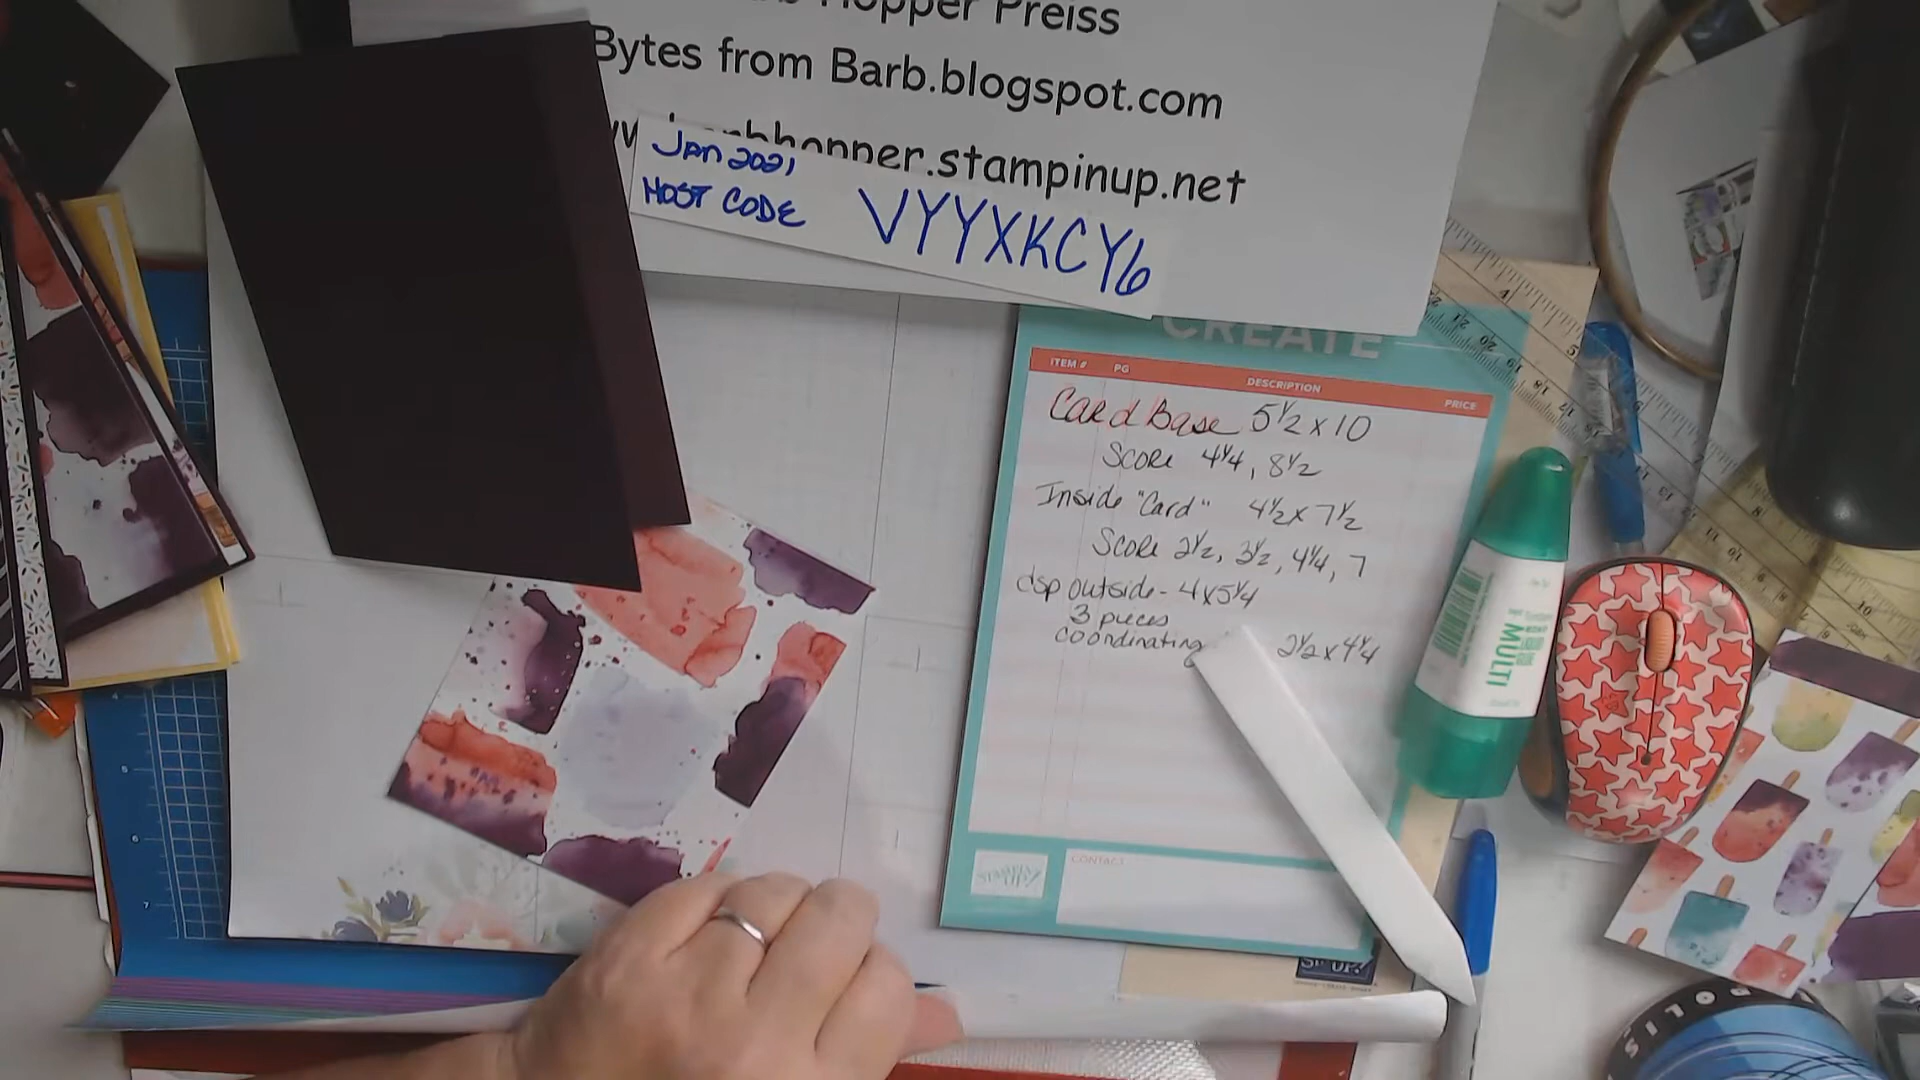 Hopper Preiss
Bytes from Barb.blogspot.com
hopper.stampinup.net
Jan 2021
HOST CODE VYYXKCY6
CREATE
ITEM # PG DESCRIPTION PRICE
Card Base 5½ x 10
Score 4¼, 8½
Inside "Card" 4½ x 7½
Score 2½, 3½, 4¼, 7
dsp outside - 4 x 5¼
3 pieces
coordinating 2½ x 4¼
CONTACT
MULTI